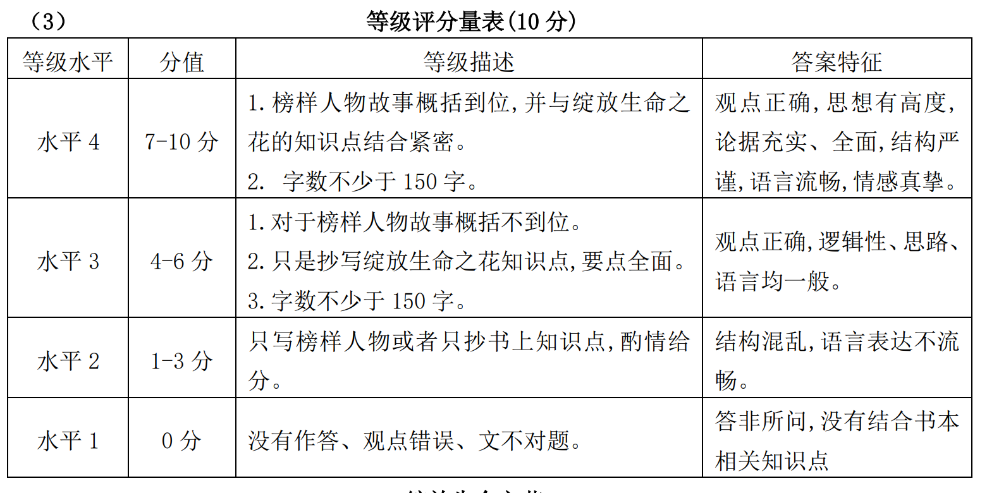 （3） 等级评分量表(10 分)
等级水平 分值 等级描述 答案特征
水平 4 7-10 分
1.榜样人物故事概括到位,并与绽放生命之
花的知识点结合紧密。
2. 字数不少于 150 字。
观点正确,思想有高度,
论据充实、全面,结构严
谨,语言流畅,情感真挚。
水平 3 4-6 分
1.对于榜样人物故事概括不到位。
2.只是抄写绽放生命之花知识点,要点全面。
3.字数不少于 150 字。
观点正确,逻辑性、思路、
语言均一般。
水平 2 1-3 分
只写榜样人物或者只抄书上知识点,酌情给
分。
结构混乱,语言表达不流
畅。
水平 1 0 分
没有作答、观点错误、文不对题。
答非所问,没有结合书本
相关知识点